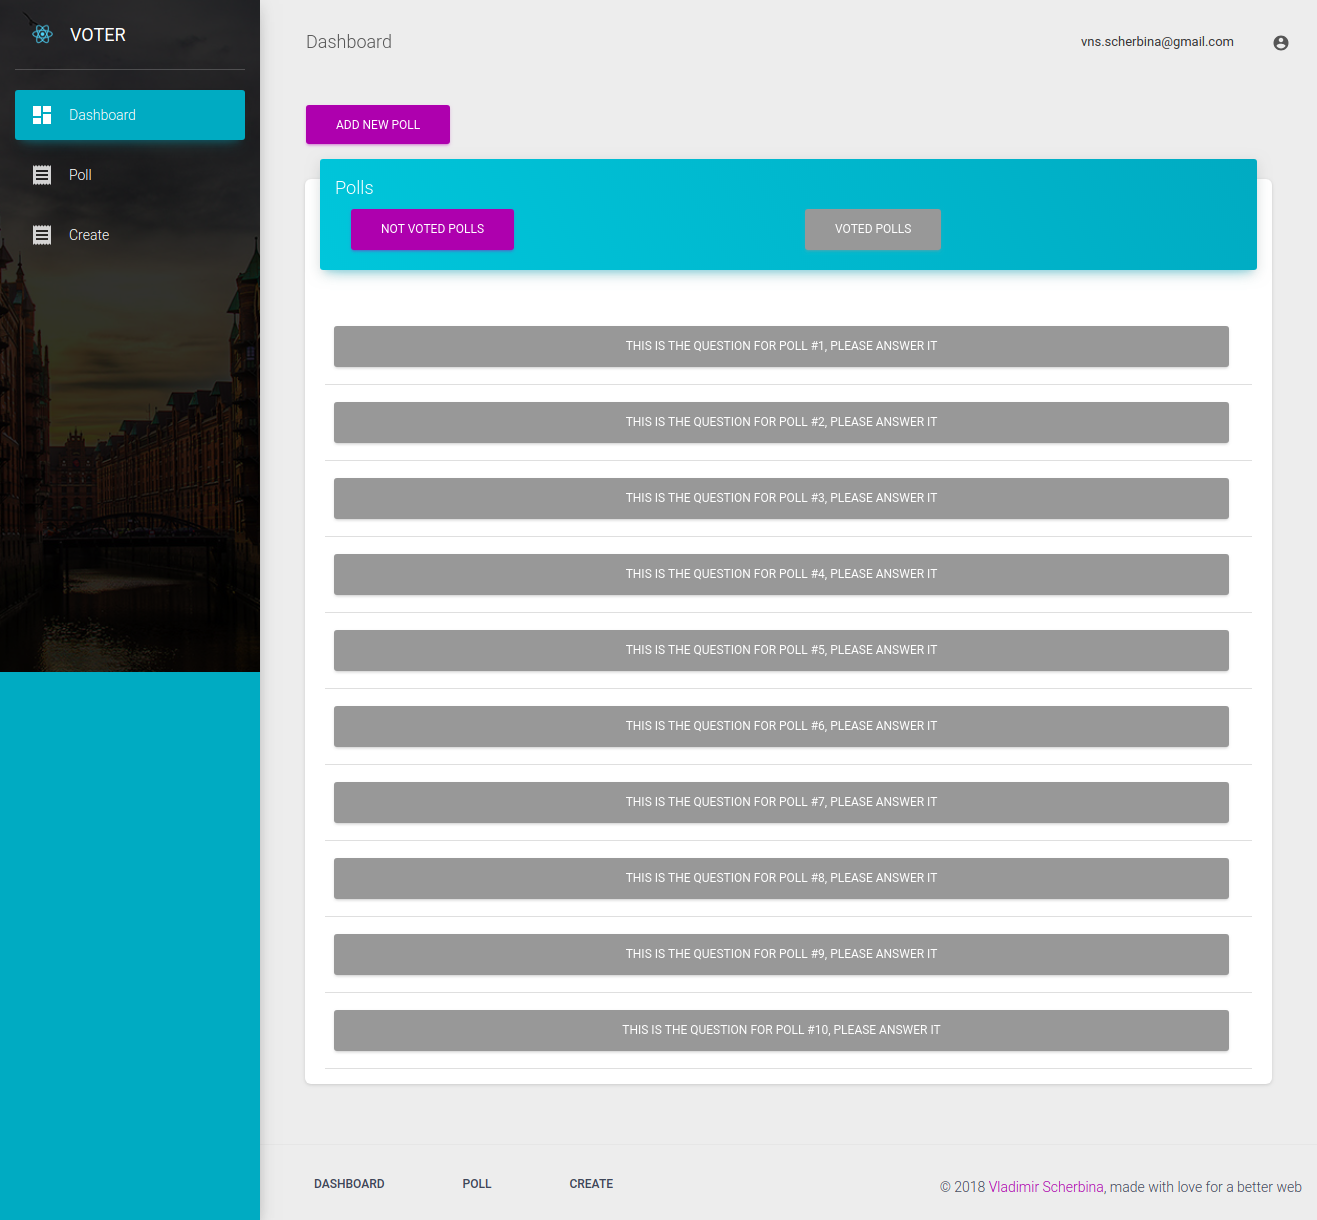 VOTER
Dashboard
Poll
Create
Dashboard
vns.scherbina@gmail.com
ADD NEW POLL
Polls
NOT VOTED POLLS
VOTED POLLS
THIS IS THE QUESTION FOR POLL #1, PLEASE ANSWER IT
THIS IS THE QUESTION FOR POLL #2, PLEASE ANSWER IT
THIS IS THE QUESTION FOR POLL #3, PLEASE ANSWER IT
THIS IS THE QUESTION FOR POLL #4, PLEASE ANSWER IT
THIS IS THE QUESTION FOR POLL #5, PLEASE ANSWER IT
THIS IS THE QUESTION FOR POLL #6, PLEASE ANSWER IT
THIS IS THE QUESTION FOR POLL #7, PLEASE ANSWER IT
THIS IS THE QUESTION FOR POLL #8, PLEASE ANSWER IT
THIS IS THE QUESTION FOR POLL #9, PLEASE ANSWER IT
THIS IS THE QUESTION FOR POLL #10, PLEASE ANSWER IT
DASHBOARD
POLL
CREATE
© 2018 Vladimir Scherbina, made with love for a better web